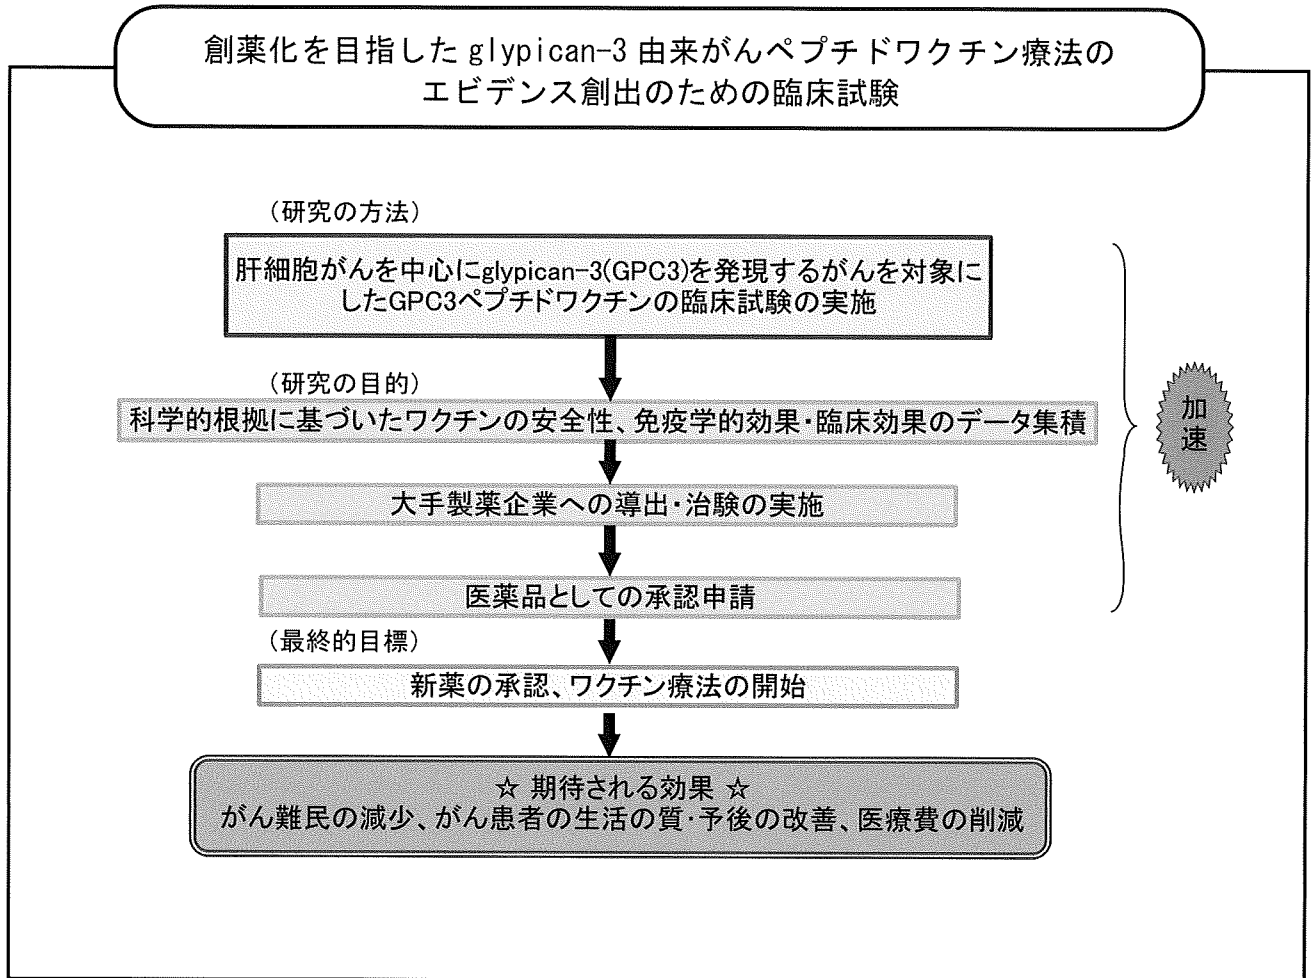 創薬化を目指した glypican-3 由来がんペプチドワクチン療法の
エビデンス創出のための臨床試験
（研究の方法）
肝細胞がんを中心にglypican-3(GPC3)を発現するがんを対象に
したGPC3ペプチドワクチンの臨床試験の実施
（研究の目的）
科学的根拠に基づいたワクチンの安全性、免疫学的効果・臨床効果のデータ集積
加速
大手製薬企業への導出・治験の実施
医薬品としての承認申請
（最終的目標）
新薬の承認、ワクチン療法の開始
☆ 期待される効果 ☆
がん難民の減少、がん患者の生活の質・予後の改善、医療費の削減